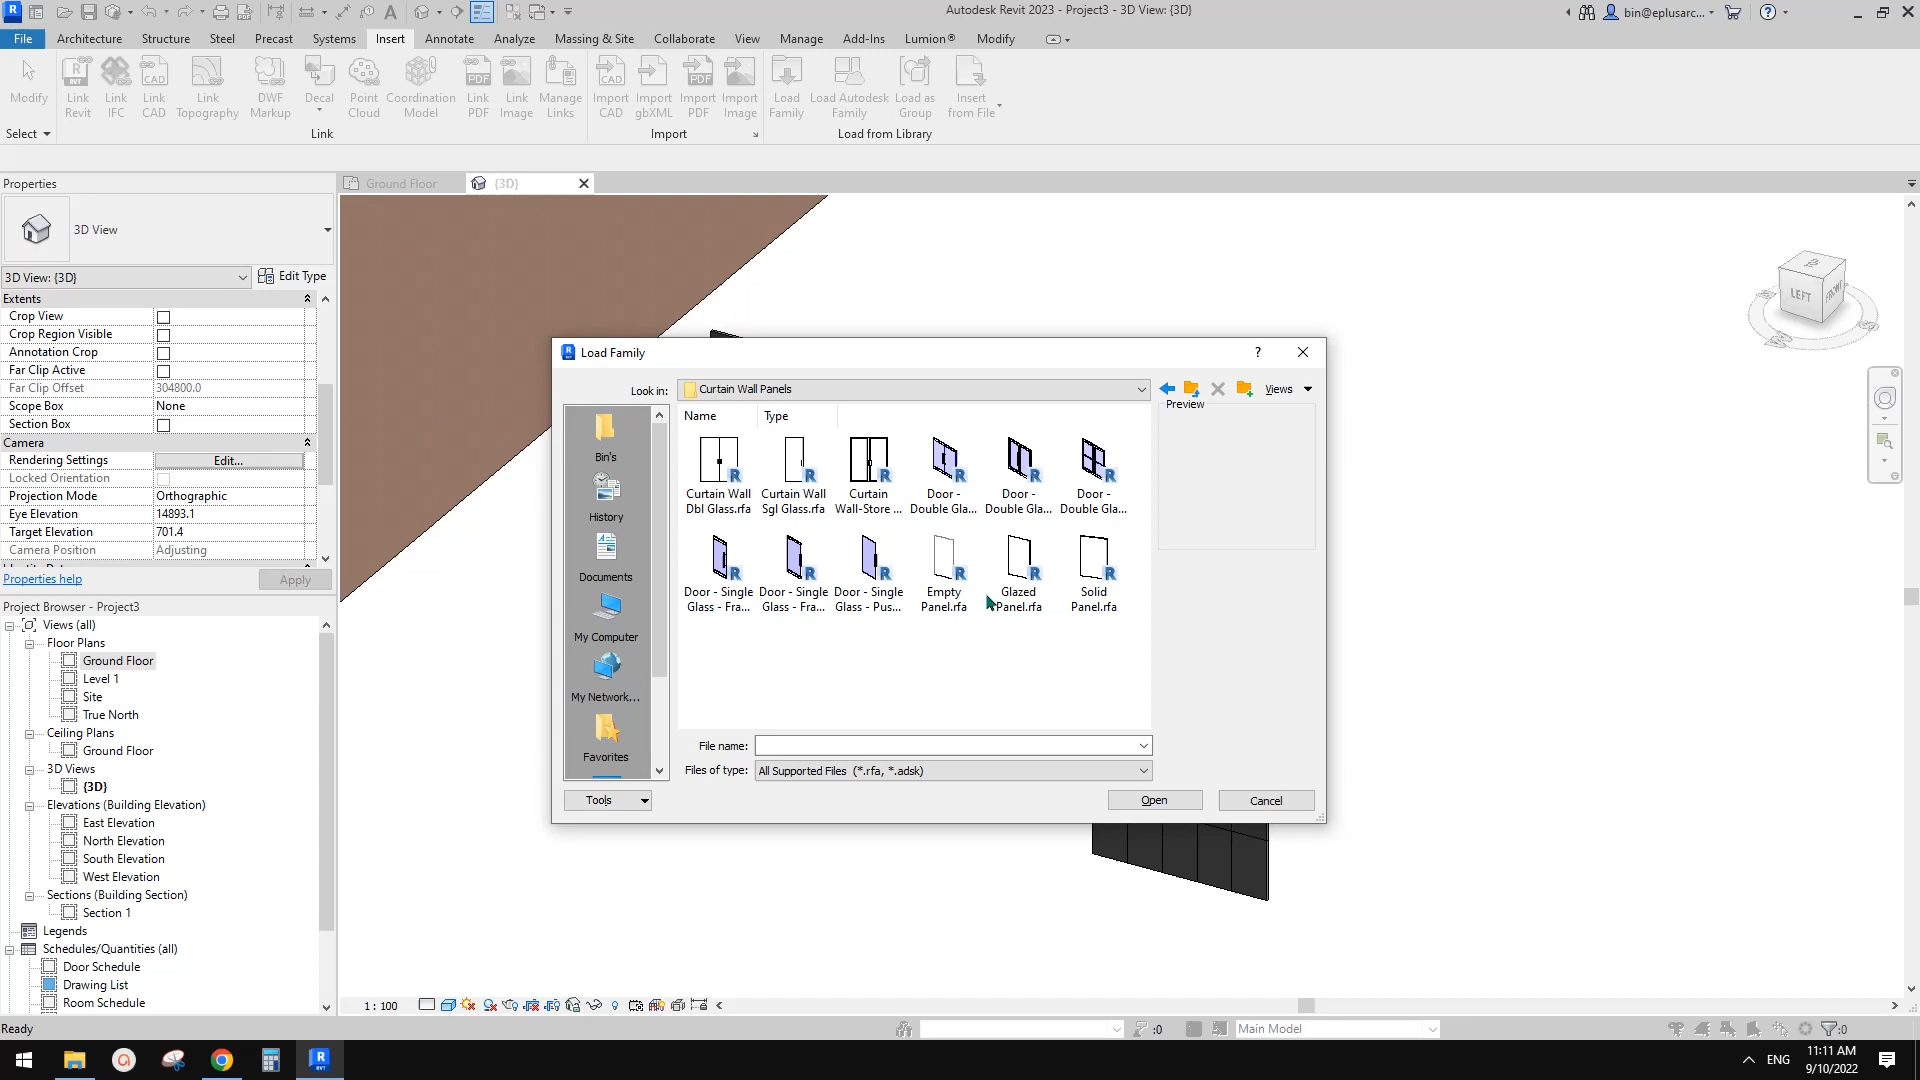 Autodesk Revit 2023 - Project3 - 3D View: {3D}
bin@eplusarc...
File Architecture Structure Steel Precast Systems Insert Annotate Analyze Massing & Site Collaborate View Manage Add-Ins Lumion® Modify
Modify
Link Revit
Link IFC
Link CAD
Link Topography
DWF Markup
Decal
Point Cloud
Coordination Model
Link PDF
Link Image
Manage Links
Import CAD
Import gbXML
Import PDF
Import Image
Load Family
Load Autodesk Family
Load as Group
Insert from File
Select
Link
Import
Load from Library
Properties
3D View
3D View: {3D}
Edit Type
Extents
Crop View
Crop Region Visible
Annotation Crop
Far Clip Active
Far Clip Offset 304800.0
Scope Box None
Section Box
Camera
Rendering Settings Edit...
Locked Orientation
Projection Mode Orthographic
Eye Elevation 14893.1
Target Elevation 701.4
Camera Position Adjusting
Properties help
Apply
Project Browser - Project3
Views (all)
Floor Plans
Ground Floor
Level 1
Site
True North
Ceiling Plans
Ground Floor
3D Views
{3D}
Elevations (Building Elevation)
East Elevation
North Elevation
South Elevation
West Elevation
Sections (Building Section)
Section 1
Legends
Schedules/Quantities (all)
Door Schedule
Drawing List
Room Schedule
Ground Floor
{3D}
LEFT
FRONT
Load Family
Look in: Curtain Wall Panels
Views
Preview
Name Type
Bin's
History
Documents
My Computer
My Network...
Favorites
Curtain Wall Dbl Glass.rfa
Curtain Wall Sgl Glass.rfa
Curtain Wall-Store ...
Door - Double Gla...
Door - Double Gla...
Door - Double Gla...
Door - Single Glass - Fra...
Door - Single Glass - Fra...
Door - Single Glass - Pus...
Empty Panel.rfa
Glazed Panel.rfa
Solid Panel.rfa
File name:
Files of type: All Supported Files (*.rfa, *.adsk)
Tools
Open
Cancel
1 : 100
Ready
:0
Main Model
:0
ENG
11:11 AM
9/10/2022